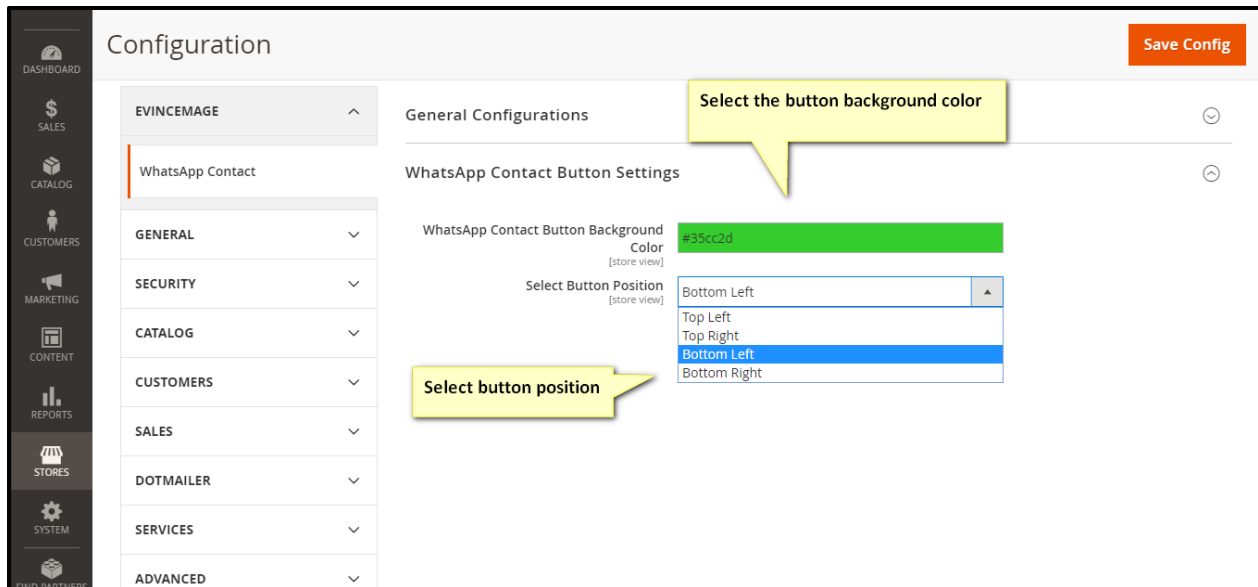 Configuration
Save Config
DASHBOARD
SALES
CATALOG
CUSTOMERS
MARKETING
CONTENT
REPORTS
STORES
SYSTEM
FIND PARTNERS
EVINCEMAGE
WhatsApp Contact
GENERAL
SECURITY
CATALOG
CUSTOMERS
SALES
DOTMAILER
SERVICES
ADVANCED
General Configurations
Select the button background color
WhatsApp Contact Button Settings
WhatsApp Contact Button Background
Color
[store view]
#35cc2d
Select Button Position
[store view]
Bottom Left
Top Left
Top Right
Bottom Left
Bottom Right
Select button position